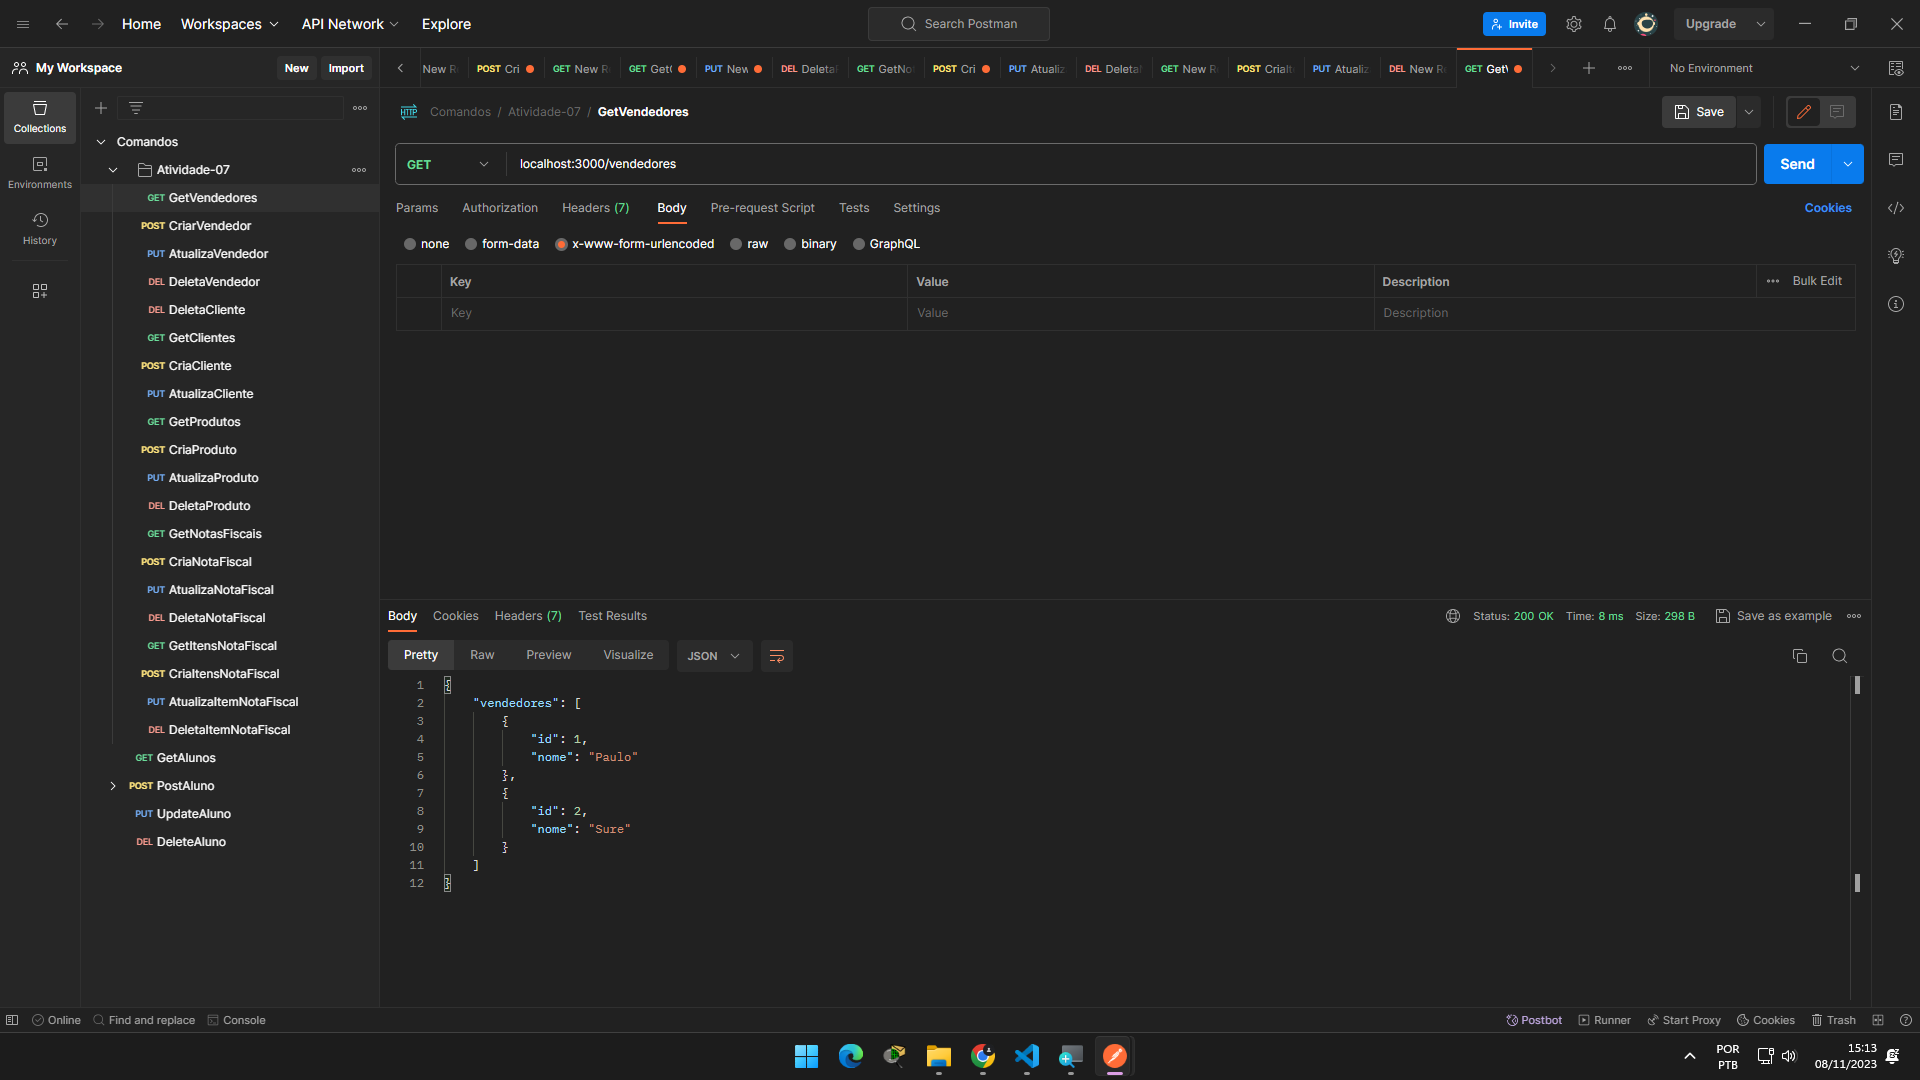 Home Workspaces API Network Explore Search Postman Invite Upgrade
My Workspace New Import
New Re POST Cri GET New Re GET Get( PUT New DEL Deletal GET GetNo POST Cri PUT Atualiz DEL Deletal GET New Re POST CriaIt PUT Atualiz DEL New Re GET GetV No Environment
Collections
Environments
History
Comandos
Atividade-07
GET GetVendedores
POST CriarVendedor
PUT AtualizaVendedor
DEL DeletaVendedor
DEL DeletaCliente
GET GetClientes
POST CriaCliente
PUT AtualizaCliente
GET GetProdutos
POST CriaProduto
PUT AtualizaProduto
DEL DeletaProduto
GET GetNotasFiscais
POST CriaNotaFiscal
PUT AtualizaNotaFiscal
DEL DeletaNotaFiscal
GET GetItensNotaFiscal
POST CriaItensNotaFiscal
PUT AtualizaItemNotaFiscal
DEL DeletaItemNotaFiscal
GET GetAlunos
POST PostAluno
PUT UpdateAluno
DEL DeleteAluno
HTTP Comandos / Atividade-07 / GetVendedores Save
GET localhost:3000/vendedores Send
Params Authorization Headers (7) Body Pre-request Script Tests Settings Cookies
none form-data x-www-form-urlencoded raw binary GraphQL
Key Value Description Bulk Edit
Key Value Description
Body Cookies Headers (7) Test Results Status: 200 OK Time: 8 ms Size: 298 B Save as example
Pretty Raw Preview Visualize JSON
1 {
2 "vendedores": [
3 {
4 "id": 1,
5 "nome": "Paulo"
6 },
7 {
8 "id": 2,
9 "nome": "Sure"
10 }
11 ]
12 }
Online Find and replace Console Postbot Runner Start Proxy Cookies Trash
POR
PTB
15:13
08/11/2023